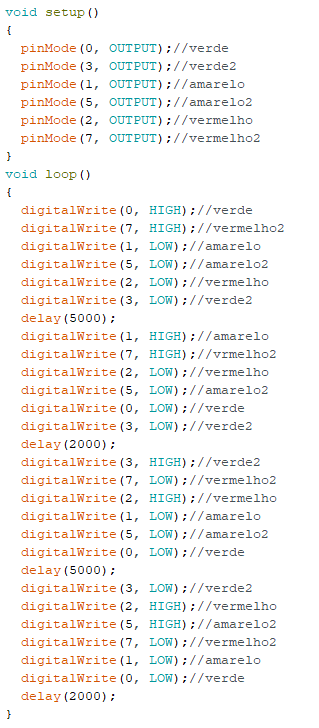 void setup()
{
pinMode(0, OUTPUT);//verde
pinMode(3, OUTPUT);//verde2
pinMode(1, OUTPUT);//amarelo
pinMode(5, OUTPUT);//amarelo2
pinMode(2, OUTPUT);//vermelho
pinMode(7, OUTPUT);//vermelho2
}
void loop()
{
digitalWrite(0, HIGH);//verde
digitalWrite(7, HIGH);//vermelho2
digitalWrite(1, LOW);//amarelo
digitalWrite(5, LOW);//amarelo2
digitalWrite(2, LOW);//vermelho
digitalWrite(3, LOW);//verde2
delay(5000);
digitalWrite(1, HIGH);//amarelo
digitalWrite(7, HIGH);//vrmelho2
digitalWrite(2, LOW);//vermelho
digitalWrite(5, LOW);//amarelo2
digitalWrite(0, LOW);//verde
digitalWrite(3, LOW);//verde2
delay(2000);
digitalWrite(3, HIGH);//verde2
digitalWrite(7, LOW);//vermelho2
digitalWrite(2, HIGH);//vermelho
digitalWrite(1, LOW);//amarelo
digitalWrite(5, LOW);//amarelo2
digitalWrite(0, LOW);//verde
delay(5000);
digitalWrite(3, LOW);//verde2
digitalWrite(2, HIGH);//vermelho
digitalWrite(5, HIGH);//amarelo2
digitalWrite(7, LOW);//vermelho2
digitalWrite(1, LOW);//amarelo
digitalWrite(0, LOW);//verde
delay(2000);
}